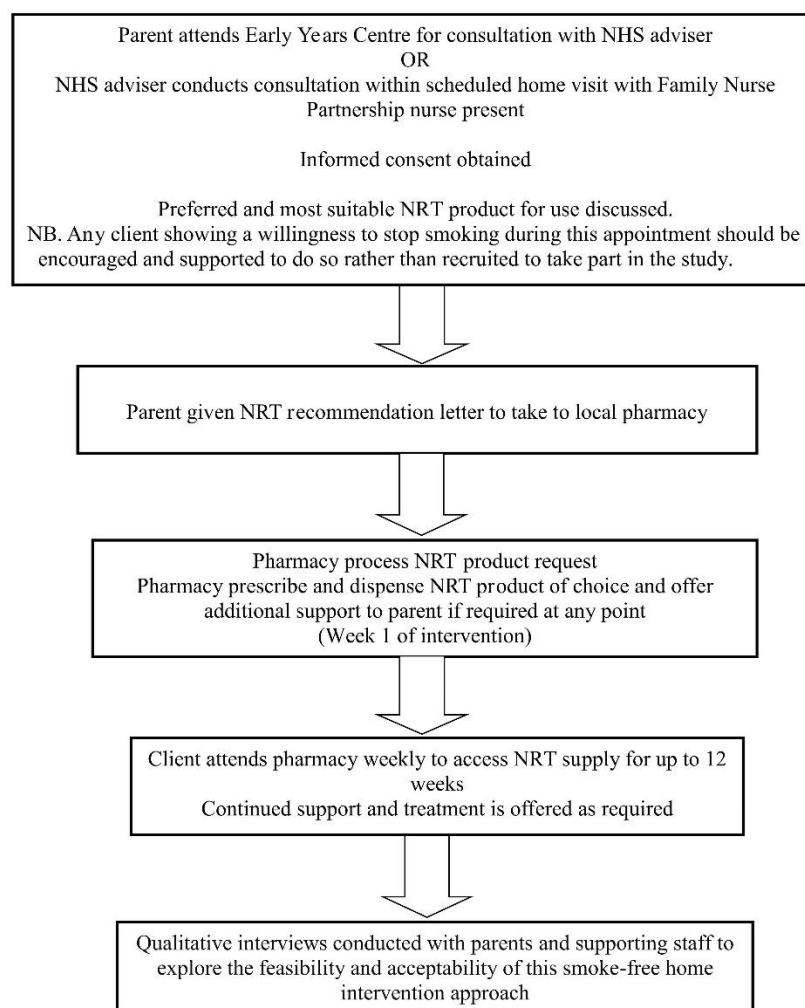 Parent attends Early Years Centre for consultation with NHS adviser
OR
NHS adviser conducts consultation within scheduled home visit with Family Nurse
Partnership nurse present
Informed consent obtained
Preferred and most suitable NRT product for use discussed.
NB. Any client showing a willingness to stop smoking during this appointment should be
encouraged and supported to do so rather than recruited to take part in the study.
Parent given NRT recommendation letter to take to local pharmacy
Pharmacy process NRT product request
Pharmacy prescribe and dispense NRT product of choice and offer
additional support to parent if required at any point
(Week 1 of intervention)
Client attends pharmacy weekly to access NRT supply for up to 12
weeks
Continued support and treatment is offered as required
Qualitative interviews conducted with parents and supporting staff to
explore the feasibility and acceptability of this smoke-free home
intervention approach